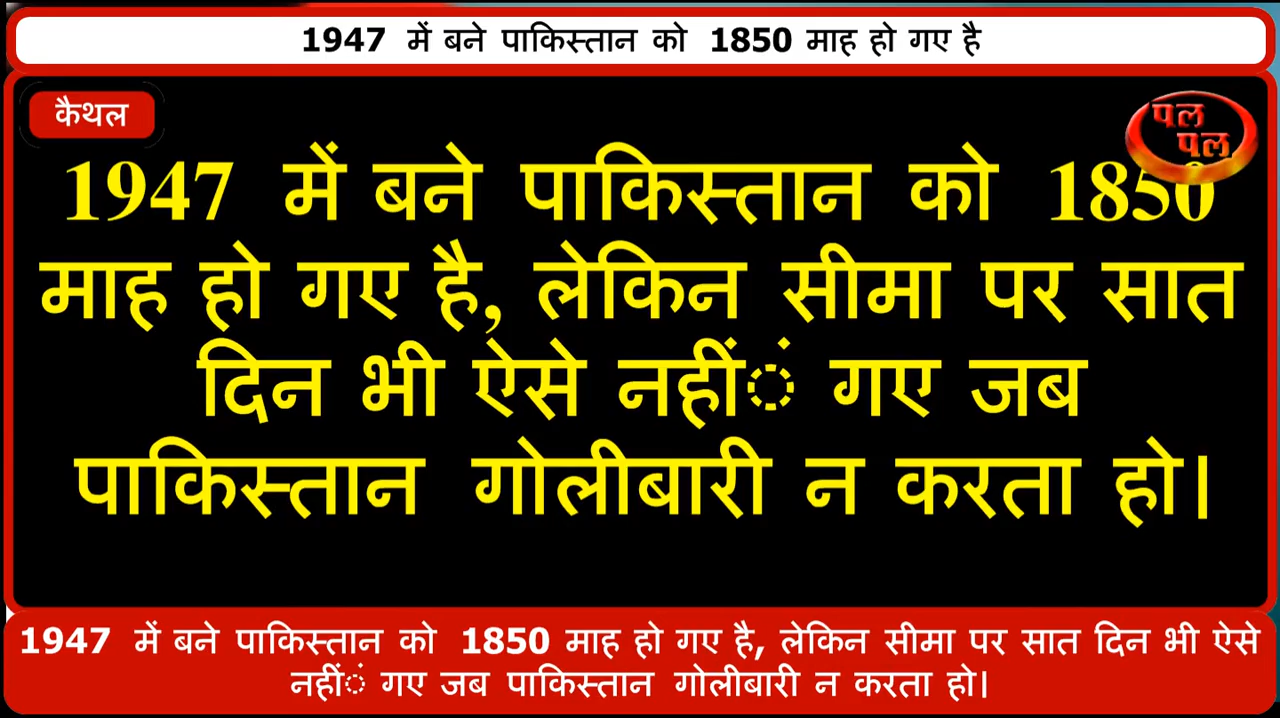 1947 में बने पाकिस्तान को 1850 माह हो गए है
कैथल
पल
पल
1947 में बने पाकिस्तान को 1850
माह हो गए है, लेकिन सीमा पर सात
दिन भी ऐसे नहींं गए जब
पाकिस्तान गोलीबारी न करता हो।
1947 में बने पाकिस्तान को 1850 माह हो गए है, लेकिन सीमा पर सात दिन भी ऐसे
नहींं गए जब पाकिस्तान गोलीबारी न करता हो।